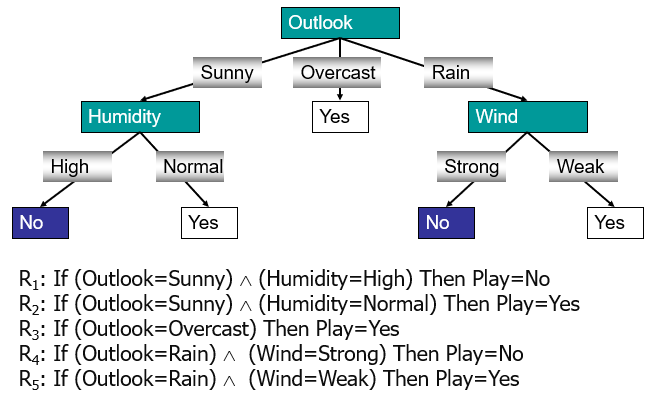 Outlook
Sunny Overcast Rain
Humidity Yes Wind
High Normal Strong Weak
No Yes No Yes
R1: If (Outlook=Sunny) ∧ (Humidity=High) Then Play=No
R2: If (Outlook=Sunny) ∧ (Humidity=Normal) Then Play=Yes
R3: If (Outlook=Overcast) Then Play=Yes
R4: If (Outlook=Rain) ∧ (Wind=Strong) Then Play=No
R5: If (Outlook=Rain) ∧ (Wind=Weak) Then Play=Yes